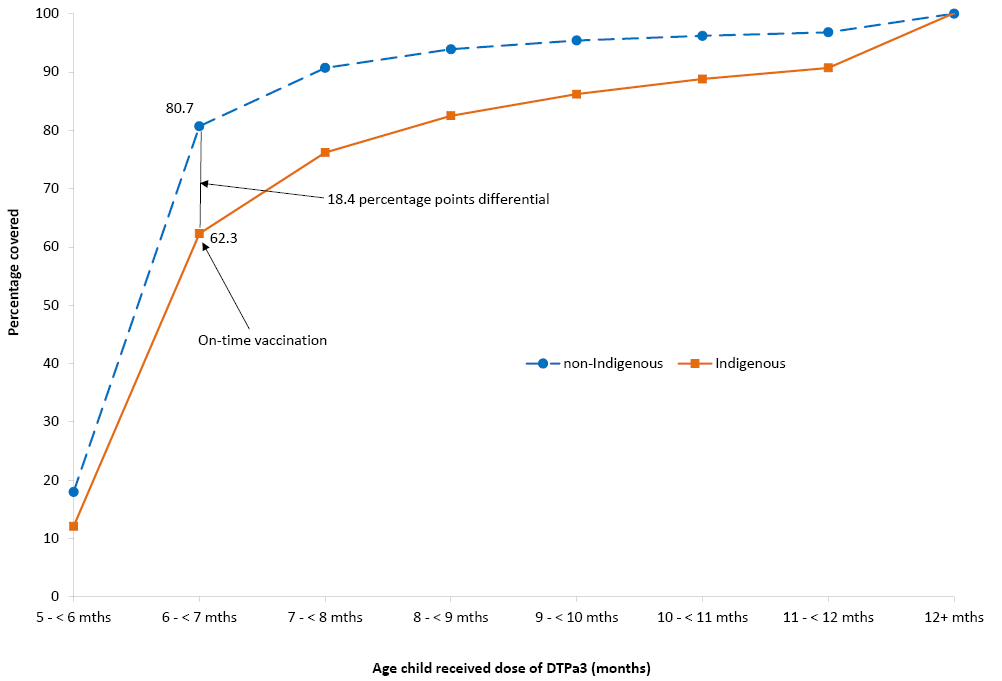 100
90
80
70
60
50
40
30
20
10
0
Percentage covered
80.7
18.4 percentage points differential
62.3
On-time vaccination
non-Indigenous
Indigenous
5 - < 6 mths
6 - < 7 mths
7 - < 8 mths
8 - < 9 mths
9 - < 10 mths
10 - < 11 mths
11 - < 12 mths
12+ mths
Age child received dose of DTPa3 (months)